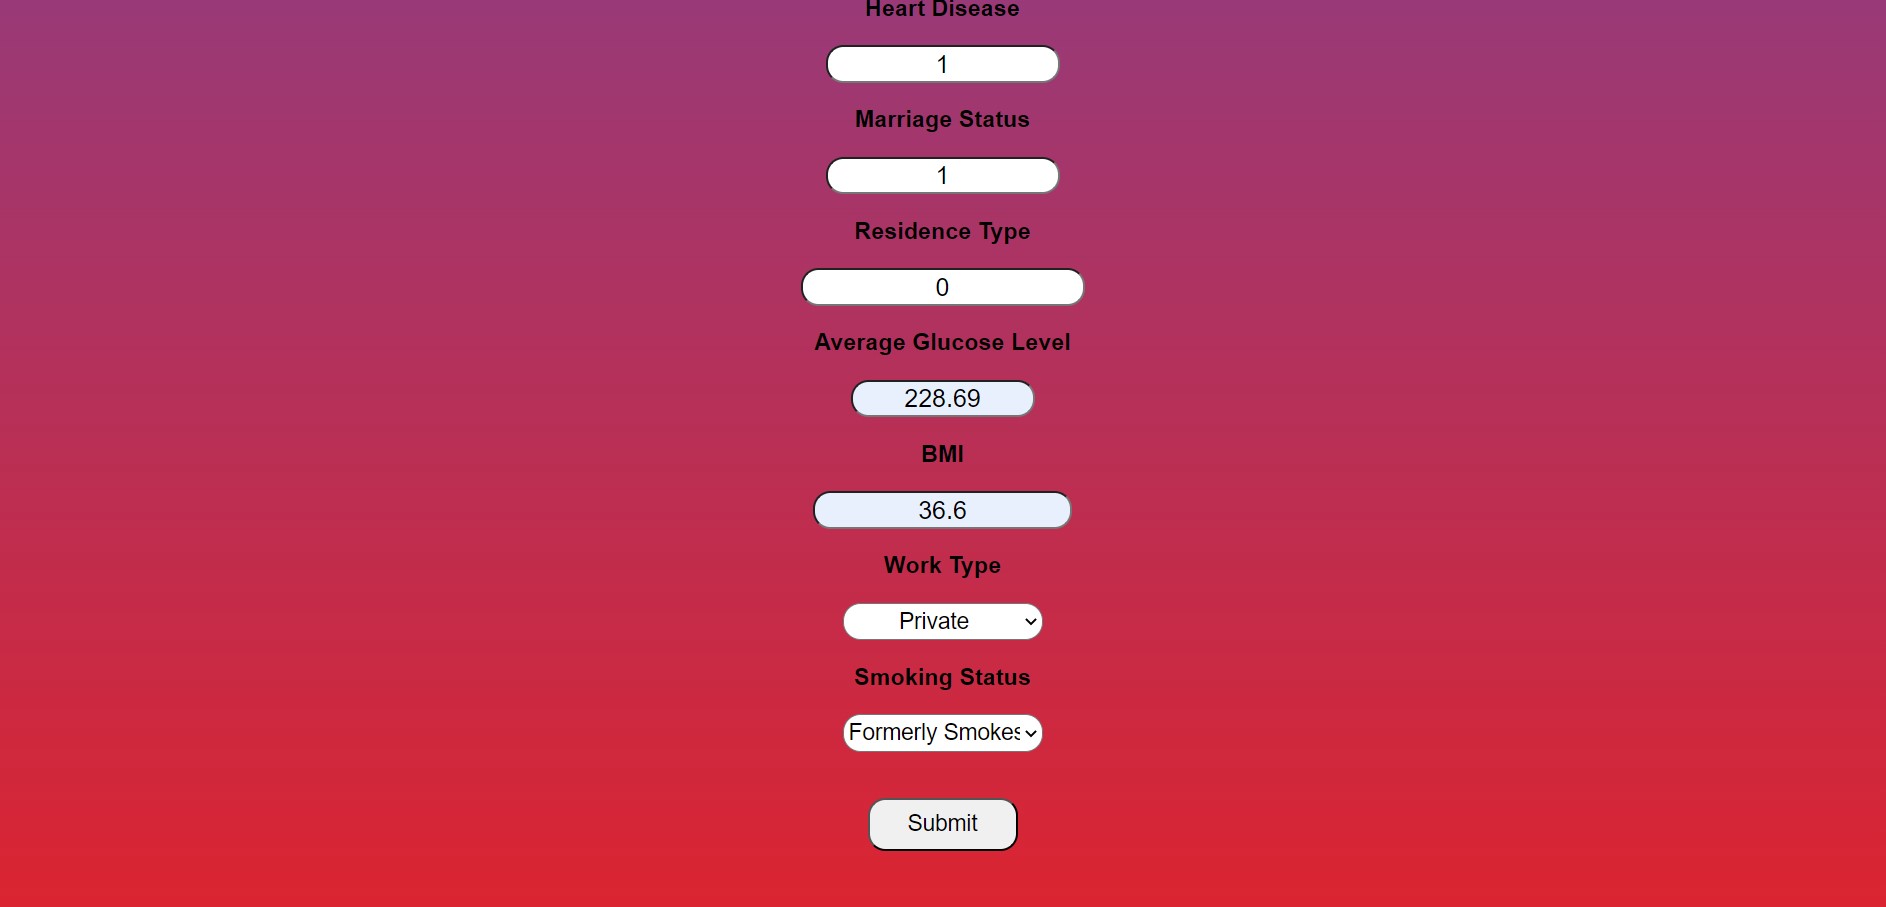 Heart Disease
1
Marriage Status
1
Residence Type
0
Average Glucose Level
228.69
BMI
36.6
Work Type
Private
Smoking Status
Formerly Smokes
Submit